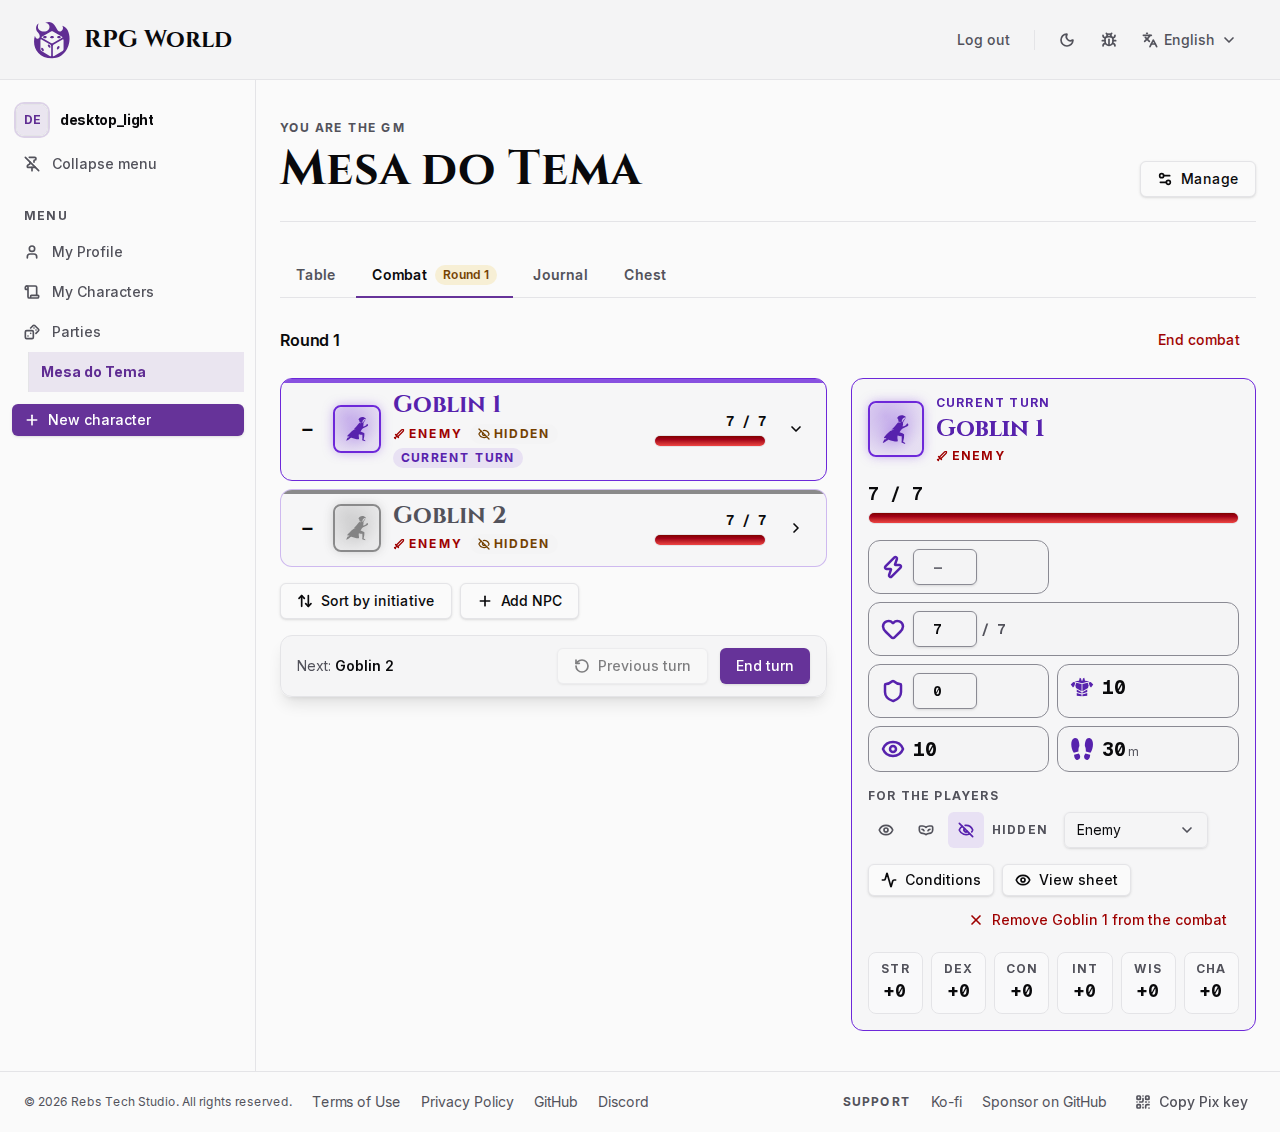 RPG World
Log out
English
DE
desktop_light
Collapse menu
MENU
My Profile
My Characters
Parties
Mesa do Tema
New character
YOU ARE THE GM
Mesa do Tema
Manage
Table
Combat
Round 1
Journal
Chest
Round 1
End combat
–
Goblin 1
ENEMY
HIDDEN
CURRENT TURN
7 / 7
–
Goblin 2
ENEMY
HIDDEN
7 / 7
Sort by initiative
Add NPC
Next: Goblin 2
Previous turn
End turn
CURRENT TURN
Goblin 1
ENEMY
7 / 7
–
7 / 7
0
10
10
30 m
FOR THE PLAYERS
HIDDEN
Enemy
Conditions
View sheet
Remove Goblin 1 from the combat
STR DEX CON INT WIS CHA
+0 +0 +0 +0 +0 +0
© 2026 Rebs Tech Studio. All rights reserved.
Terms of Use
Privacy Policy
GitHub
Discord
SUPPORT
Ko-fi
Sponsor on GitHub
Copy Pix key